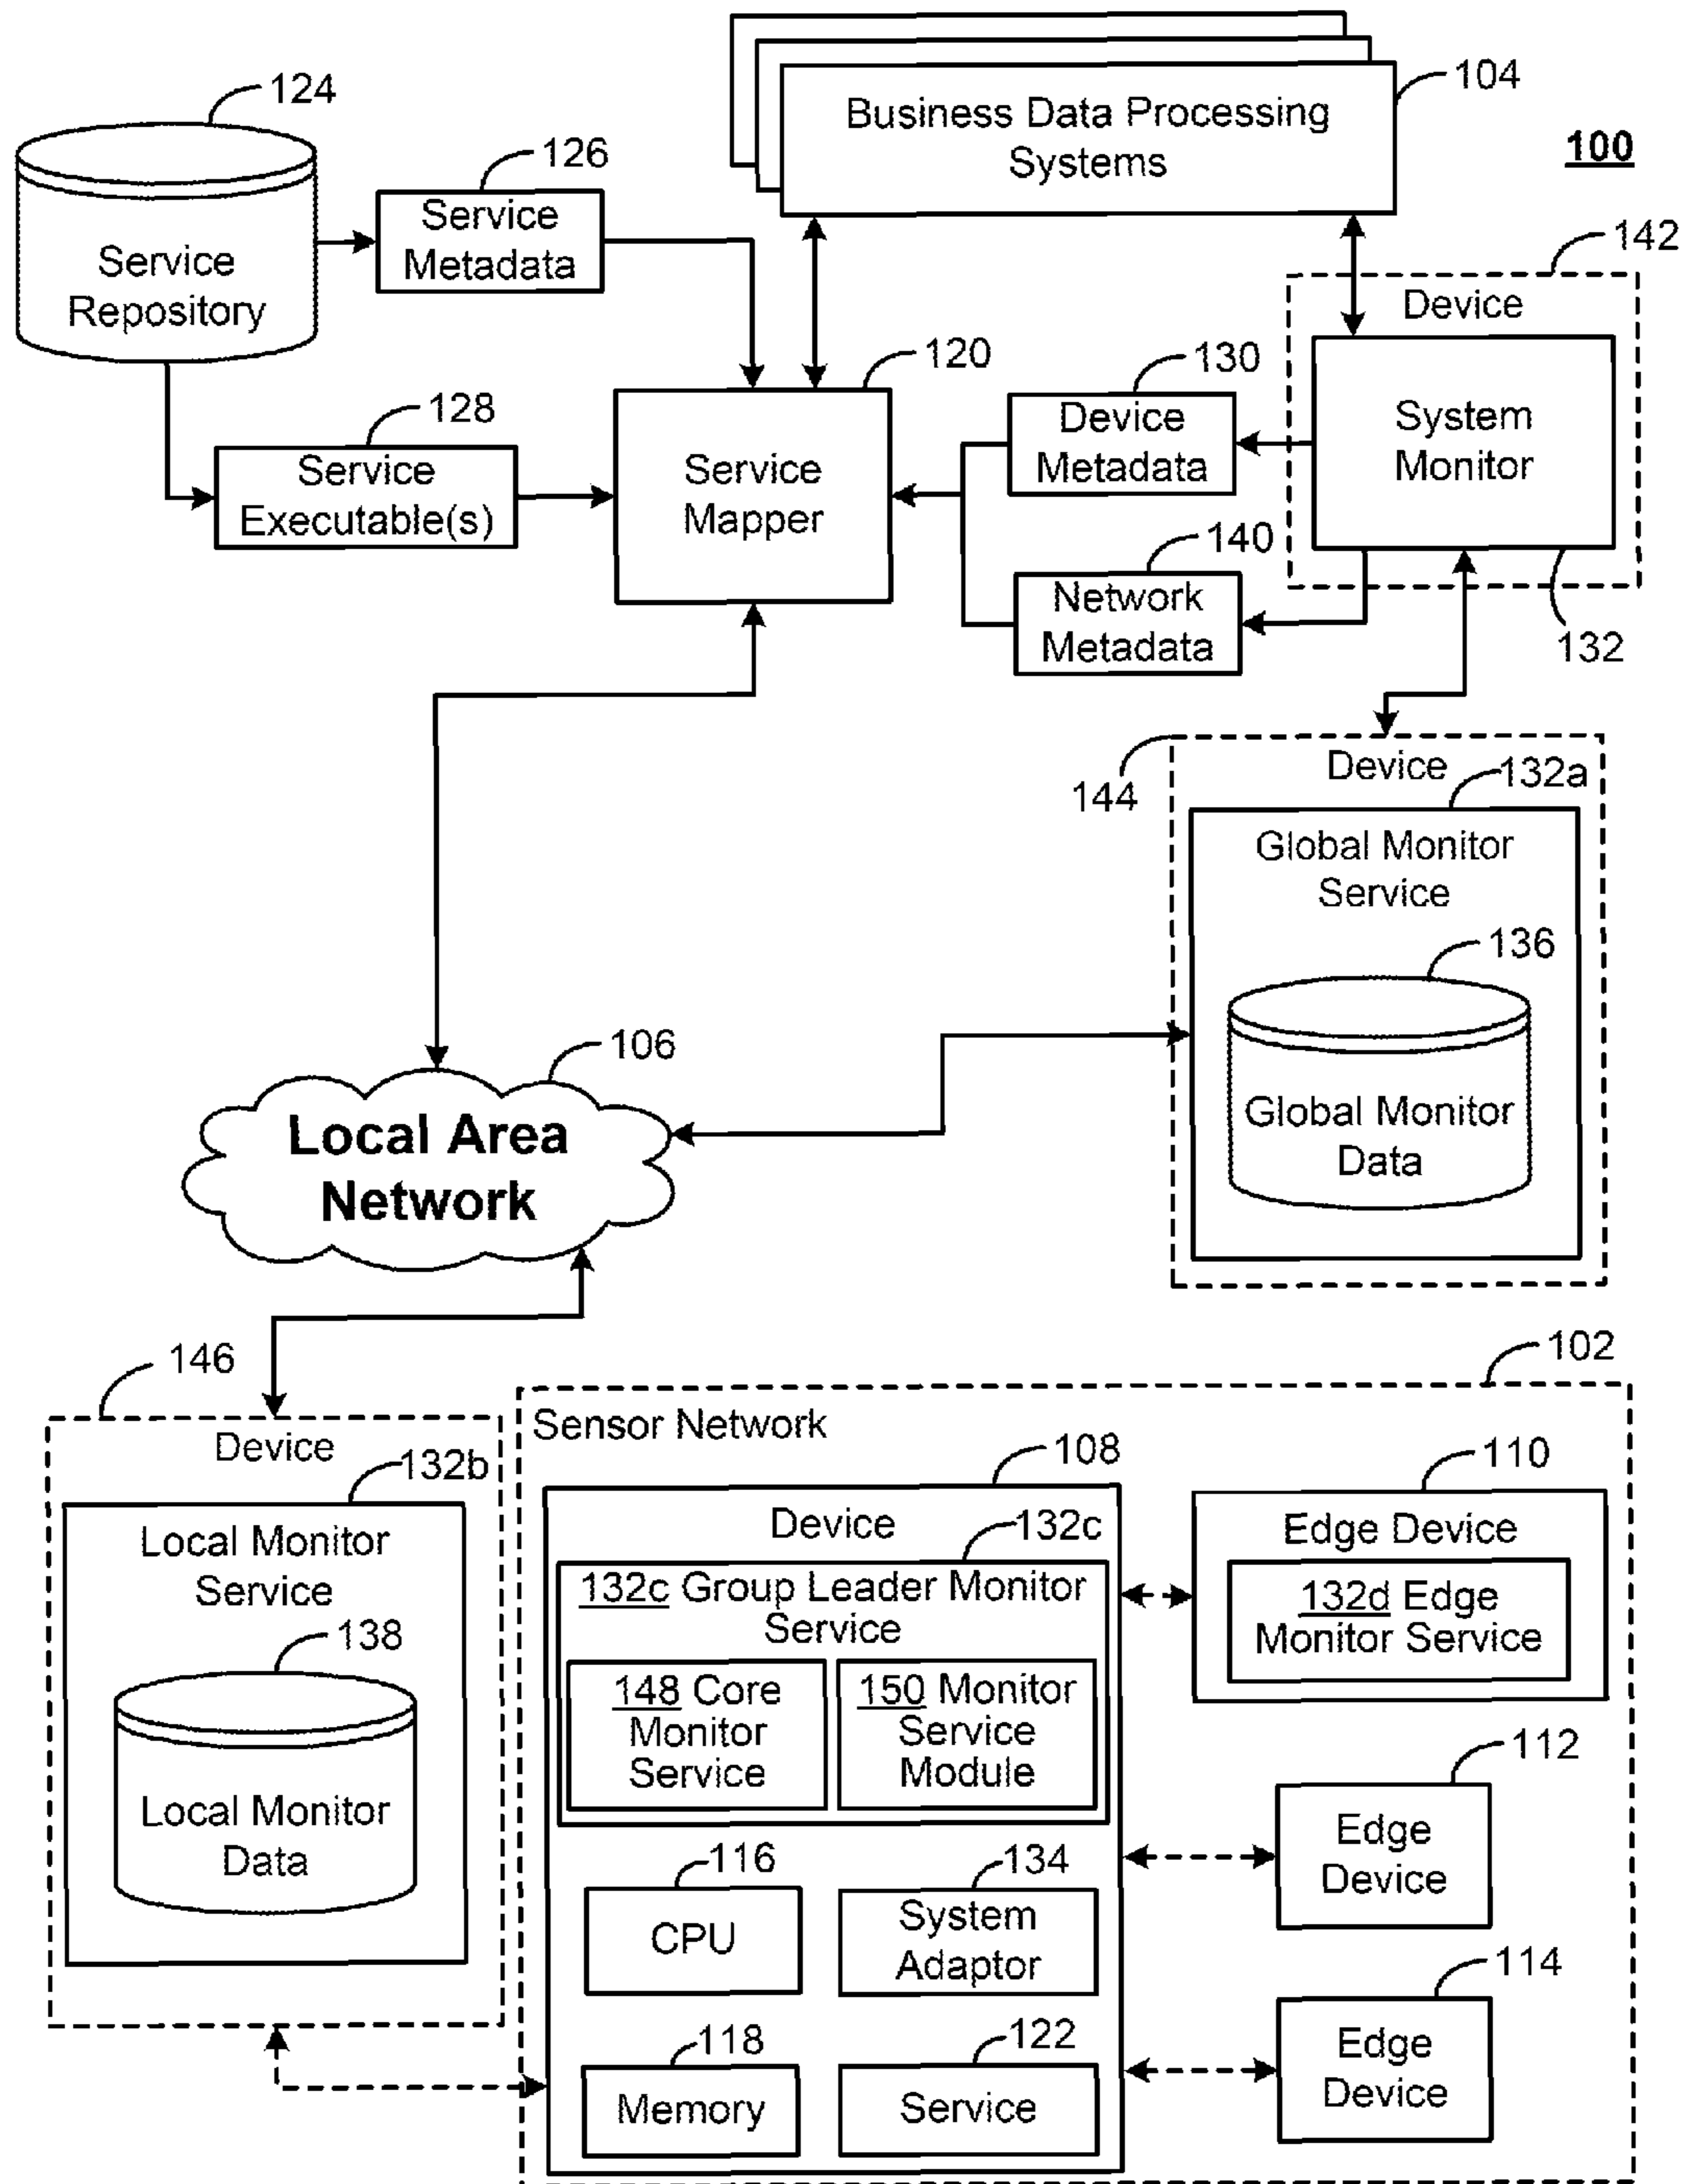 124
104
Business Data Processing
Systems
100
126
Service
Metadata
142
Service
Repository
Device
120
130
128
Device
Metadata
System
Monitor
Service
Executable(s)
Service
Mapper
140
Network
Metadata
132
Device
144
132a
Global Monitor
Service
136
106
Local Area
Network
Global Monitor
Data
146
102
Sensor Network
Device
132b
108
110
Local Monitor
Service
Device
132c
Edge Device
132c Group Leader Monitor
Service
132d Edge
Monitor Service
138
148 Core
Monitor
Service
150 Monitor
Service
Module
112
Local Monitor
Data
Edge
Device
116
134
CPU
System
Adaptor
114
118
122
Edge
Device
Memory
Service